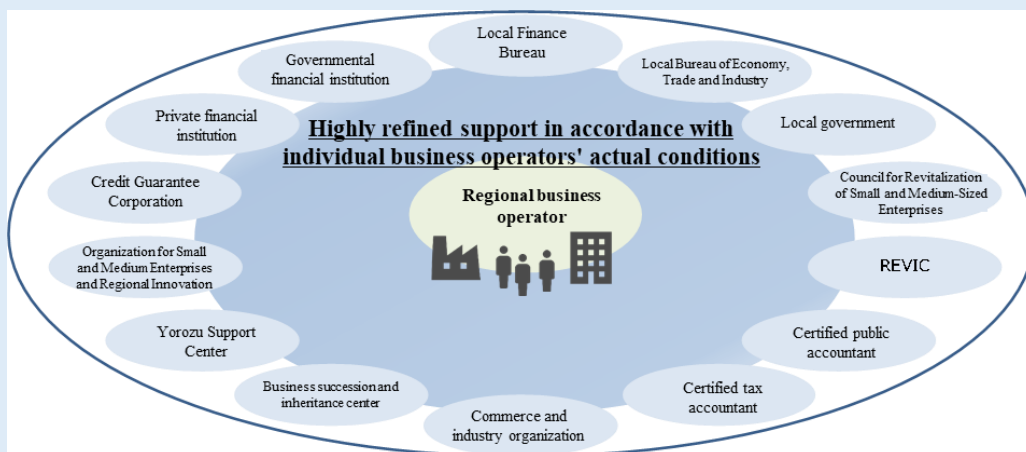 Local Finance
Bureau
Governmental
financial institution
Local Bureau of Economy,
Trade and Industry
Private financial
institution
Local government
Highly refined support in accordance with
individual business operators' actual conditions
Credit Guarantee
Corporation
Council for Revitalization
of Small and Medium-Sized
Enterprises
Regional business
operator
Organization for Small
and Medium Enterprises
and Regional Innovation
REVIC
Yorozu Support
Center
Certified public
accountant
Business succession and
inheritance center
Certified tax
accountant
Commerce and
industry organization